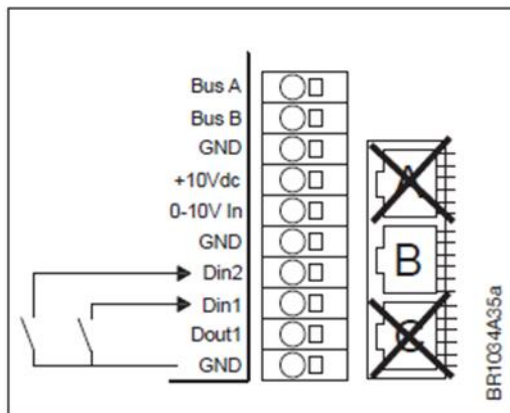 Bus A
Bus B
GND
+10Vdc
0-10V In
GND
Din2
Din1
Dout1
GND
A
B
C
BR1034A35a